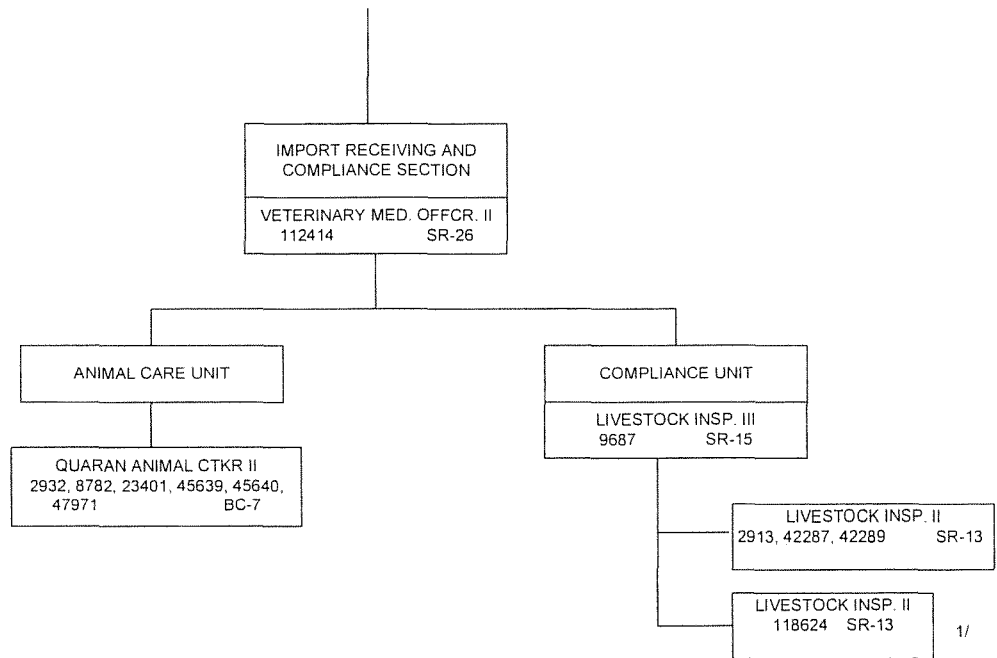 IMPORT RECEIVING AND
COMPLIANCE SECTION
VETERINARY MED. OFFCR. II
112414 SR-26
ANIMAL CARE UNIT
QUARAN ANIMAL CTKR II
2932, 8782, 23401, 45639, 45640,
47971 BC-7
COMPLIANCE UNIT
LIVESTOCK INSP. III
9687 SR-15
LIVESTOCK INSP. II
2913, 42287, 42289 SR-13
LIVESTOCK INSP. II
118624 SR-13
1/